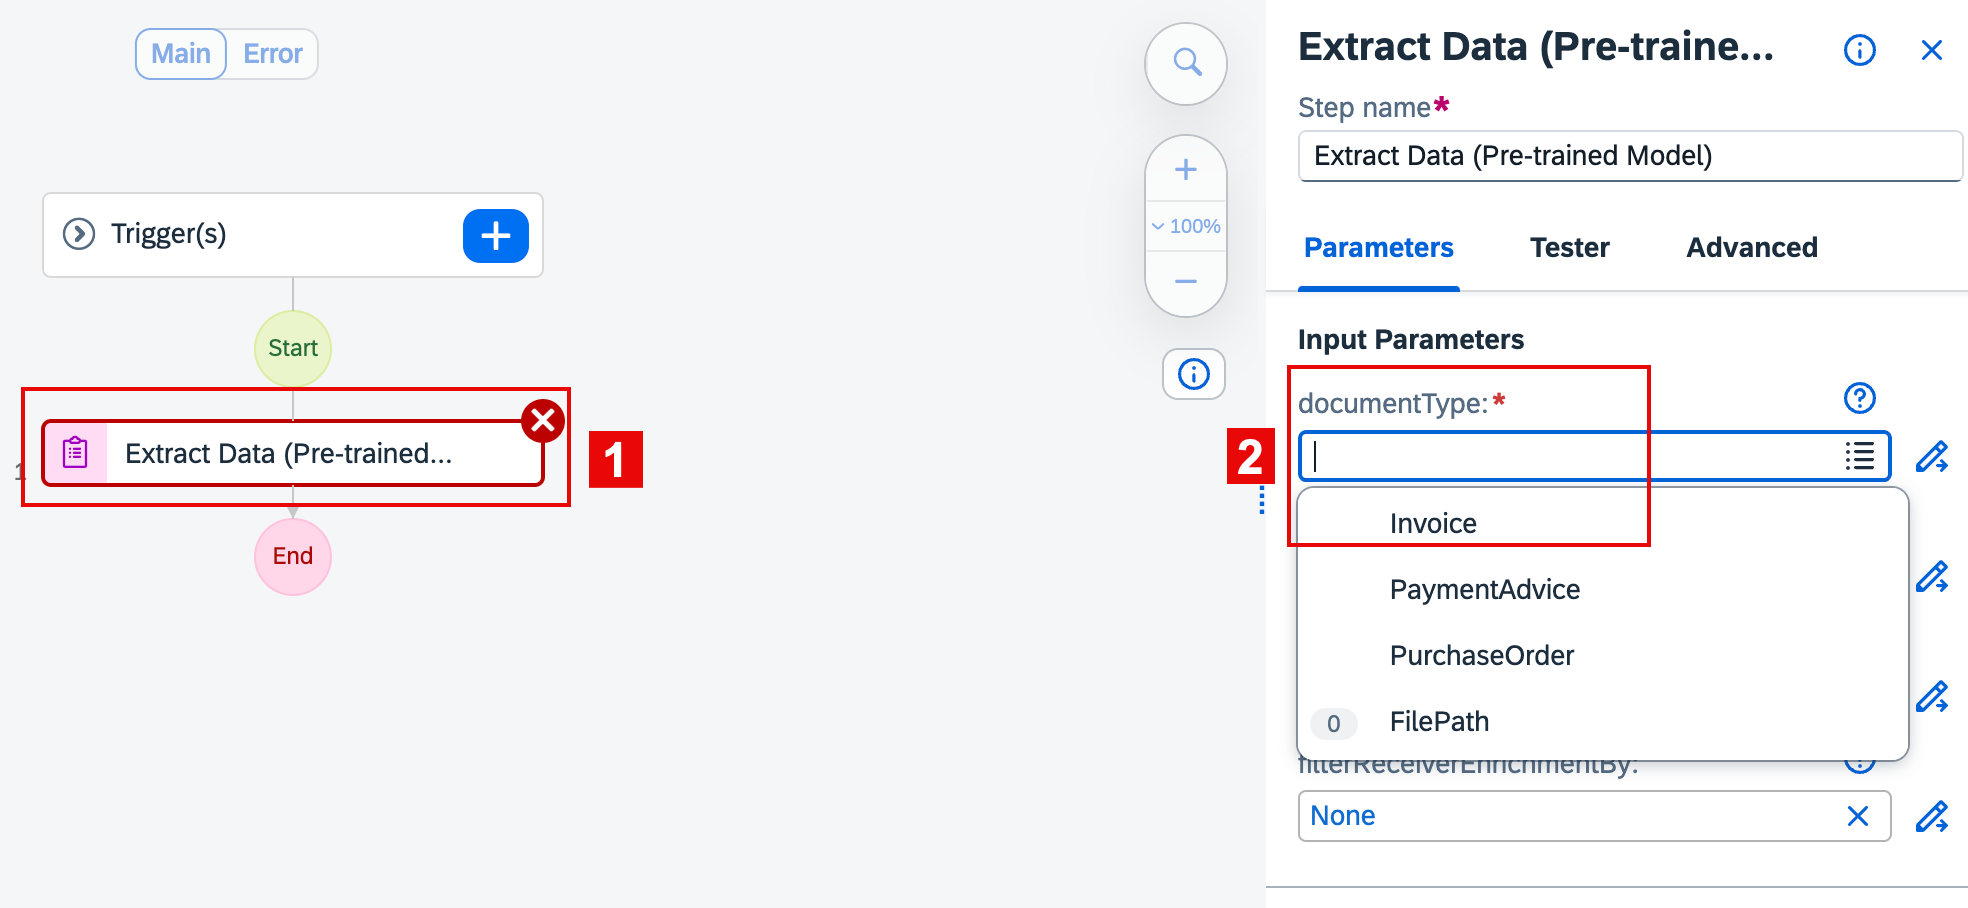 Main Error
Trigger(s)
Start
1
Extract Data (Pre-trained...
1
End
100%
Extract Data (Pre-traine...
Step name*
Extract Data (Pre-trained Model)
Parameters Tester Advanced
Input Parameters
documentType:*
2
Invoice
PaymentAdvice
PurchaseOrder
0 FilePath
filterReceiverEnrichmentBy:
None